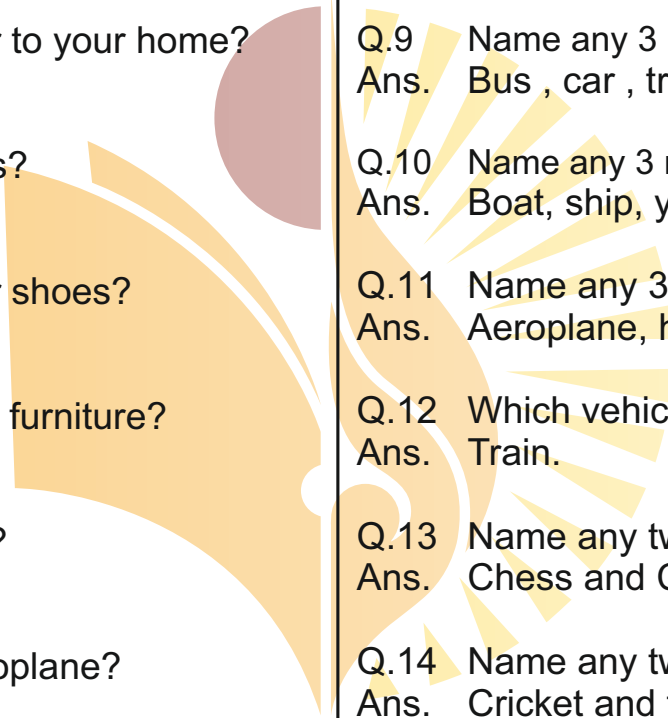 to your home?
s?
shoes?
furniture?
?
oplane?
Q.9 Name any 3
Ans. Bus , car , tr
Q.10 Name any 3
Ans. Boat, ship, y
Q.11 Name any 3
Ans. Aeroplane, h
Q.12 Which vehic
Ans. Train.
Q.13 Name any tw
Ans. Chess and
Q.14 Name any tw
Ans. Cricket and